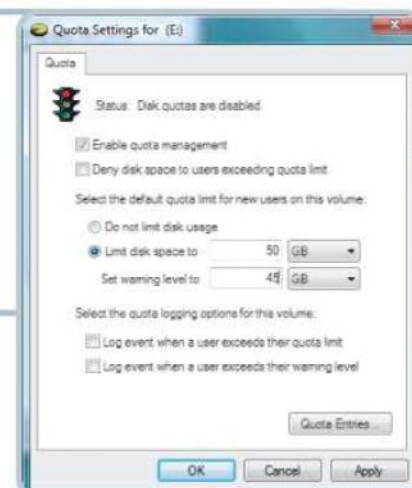 Quota Settings for (E:)
Quota
Status: Disk quotas are disabled
Enable quota management
Deny disk space to users exceeding quota limit
Select the default quota limit for new users on this volume:
Do not limit disk usage
Limit disk space to 50 GB
Set warning level to 45 GB
Select the quota logging options for this volume:
Log event when a user exceeds their quota limit
Log event when a user exceeds their warning level
Quota Entries...
OK Cancel Apply